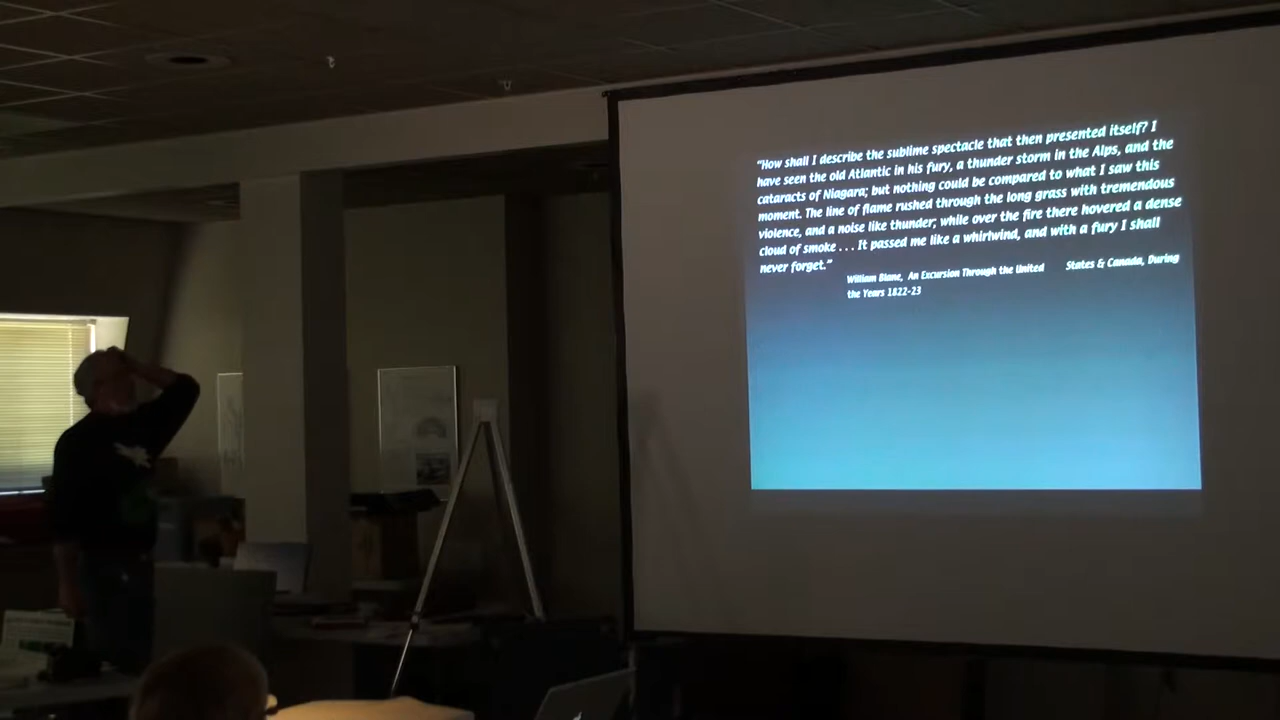 “How shall I describe the sublime spectacle that then presented itself? I
have seen the old Atlantic in his fury, a thunder storm in the Alps, and the
cataracts of Niagara; but nothing could be compared to what I saw this
moment. The line of flame rushed through the long grass with tremendous
violence, and a noise like thunder; while over the fire there hovered a dense
cloud of smoke . . . It passed me like a whirlwind, and with a fury I shall
never forget.”
William Blane, An Excursion Through the United States & Canada, During
the Years 1822-23